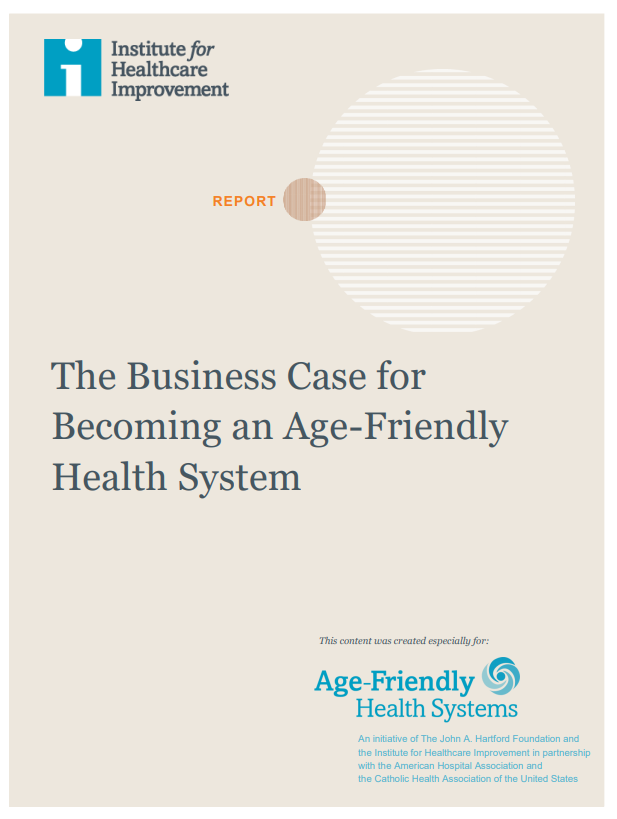 Institute for
Healthcare
Improvement
REPORT
The Business Case for
Becoming an Age-Friendly
Health System
This content was created especially for:
Age-Friendly
Health Systems
An initiative of The John A. Hartford Foundation and
the Institute for Healthcare Improvement in partnership
with the American Hospital Association and
the Catholic Health Association of the United States